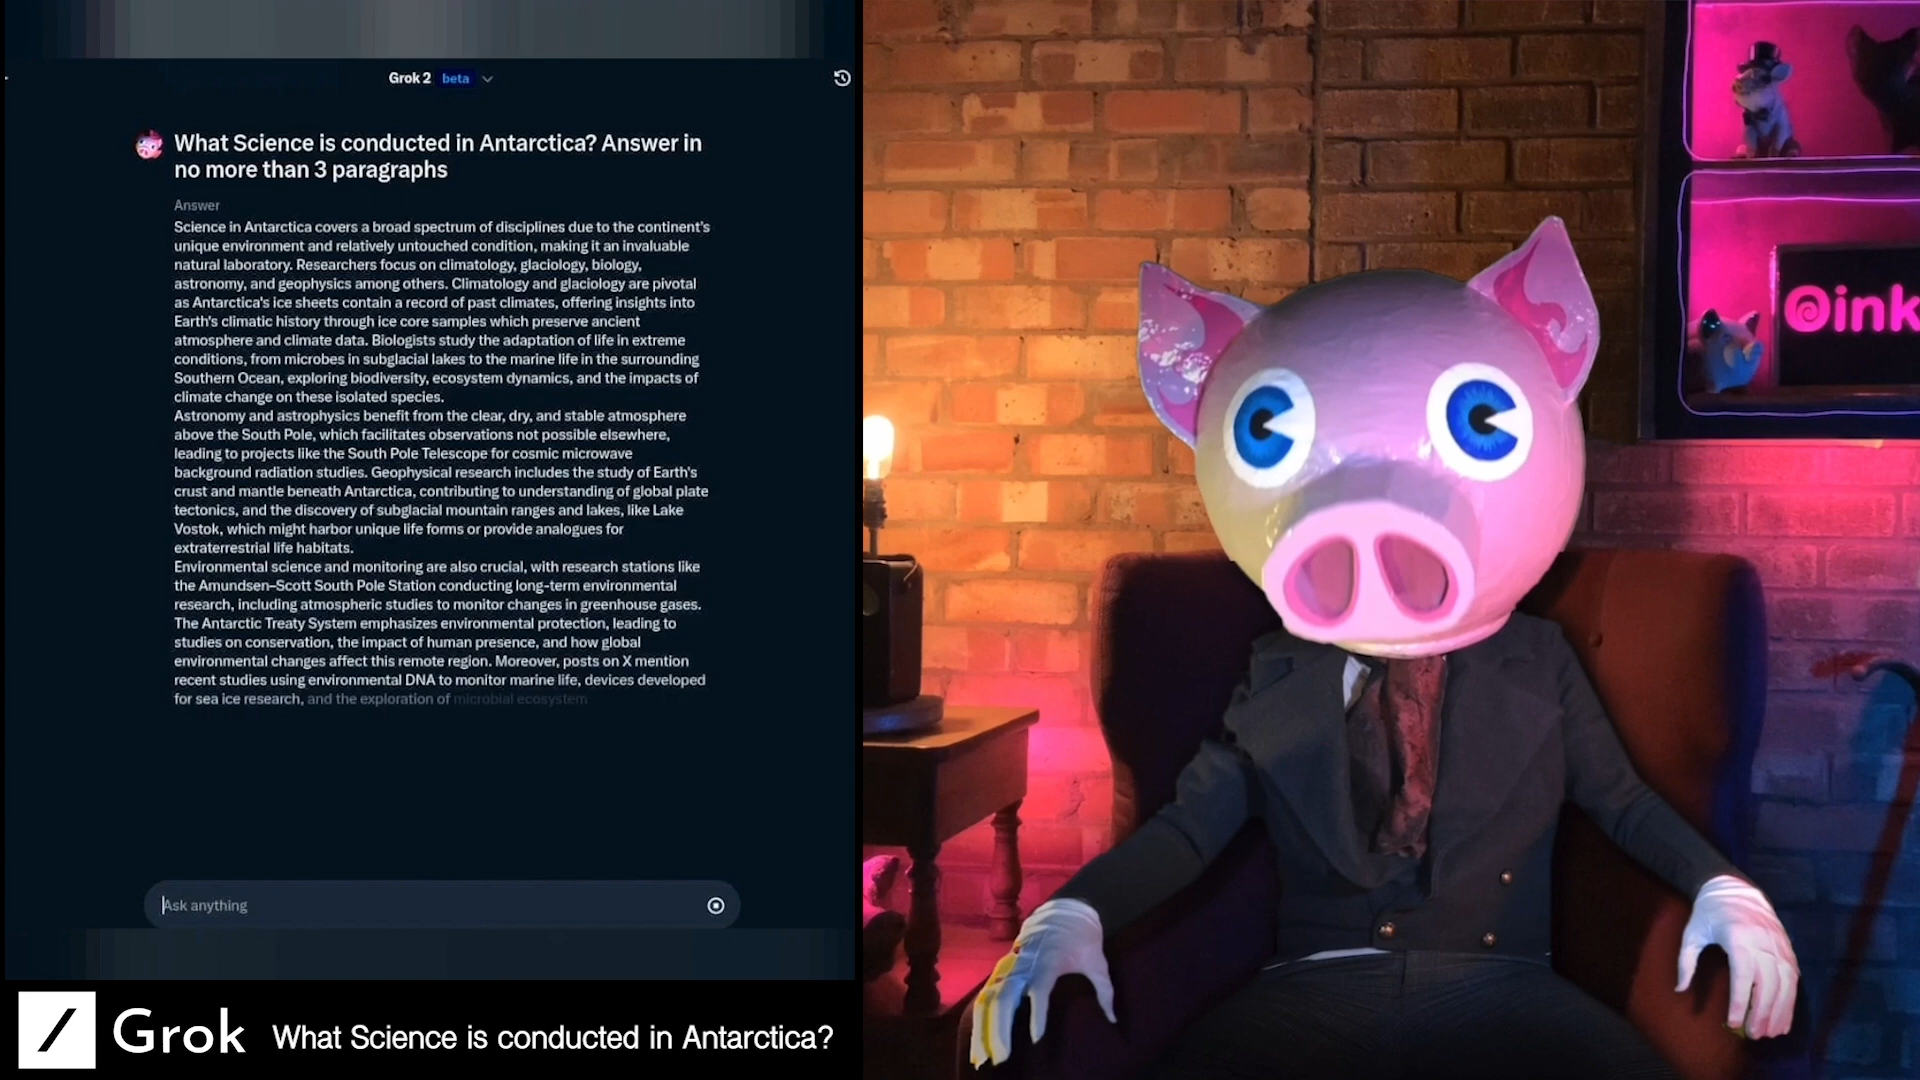 Grok 2 beta
What Science is conducted in Antarctica? Answer in
no more than 3 paragraphs
Answer
Science in Antarctica covers a broad spectrum of disciplines due to the continent's
unique environment and relatively untouched condition, making it an invaluable
natural laboratory. Researchers focus on climatology, glaciology, biology,
astronomy, and geophysics among others. Climatology and glaciology are pivotal
as Antarctica's ice sheets contain a record of past climates, offering insights into
Earth's climatic history through ice core samples which preserve ancient
atmosphere and climate data. Biologists study the adaptation of life in extreme
conditions, from microbes in subglacial lakes to the marine life in the surrounding
Southern Ocean, exploring biodiversity, ecosystem dynamics, and the impacts of
climate change on these isolated species.
Astronomy and astrophysics benefit from the clear, dry, and stable atmosphere
above the South Pole, which facilitates observations not possible elsewhere,
leading to projects like the South Pole Telescope for cosmic microwave
background radiation studies. Geophysical research includes the study of Earth's
crust and mantle beneath Antarctica, contributing to understanding of global plate
tectonics, and the discovery of subglacial mountain ranges and lakes, like Lake
Vostok, which might harbor unique life forms or provide analogues for
extraterrestrial life habitats.
Environmental science and monitoring are also crucial, with research stations like
the Amundsen–Scott South Pole Station conducting long-term environmental
research, including atmospheric studies to monitor changes in greenhouse gases.
The Antarctic Treaty System emphasizes environmental protection, leading to
studies on conservation, the impact of human presence, and how global
environmental changes affect this remote region. Moreover, posts on X mention
recent studies using environmental DNA to monitor marine life, devices developed
for sea ice research, and the exploration of microbial ecosystem
Ask anything
Grok What Science is conducted in Antarctica?
Oink